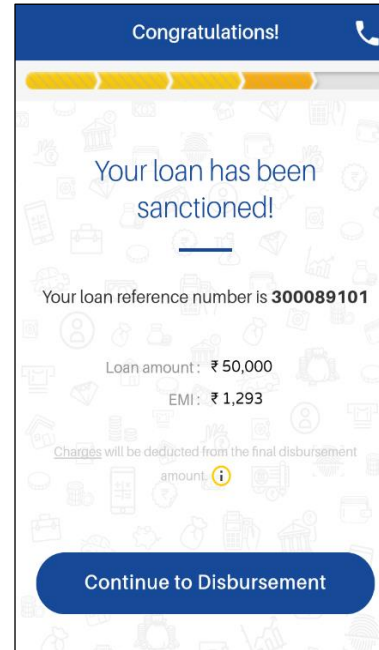 Congratulations!
Your loan has been
sanctioned!
Your loan reference number is 300089101
Loan amount : ₹ 50,000
EMI : ₹ 1,293
Charges will be deducted from the final disbursement
amount. i
Continue to Disbursement